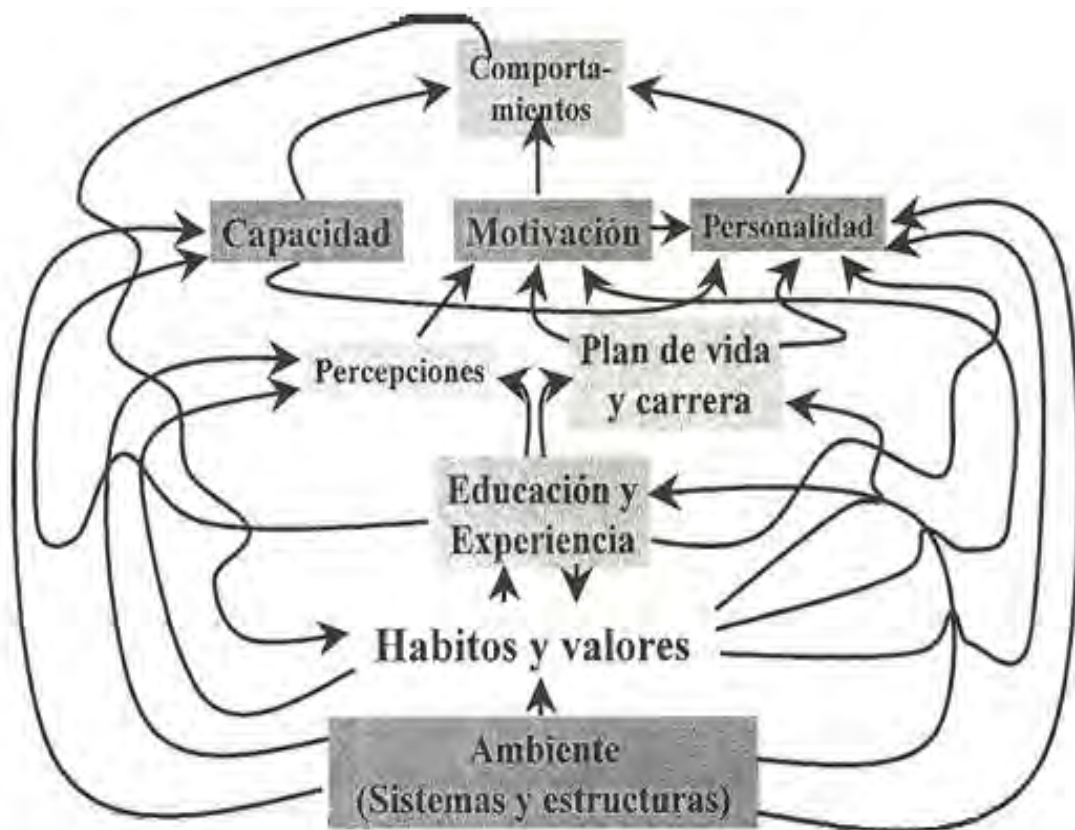 Comporta-
mientos
Capacidad
Motivación
Personalidad
Percepciones
Plan de vida
y carrera
Educación y
Experiencia
Habitos y valores
Ambiente
(Sistemas y estructuras)